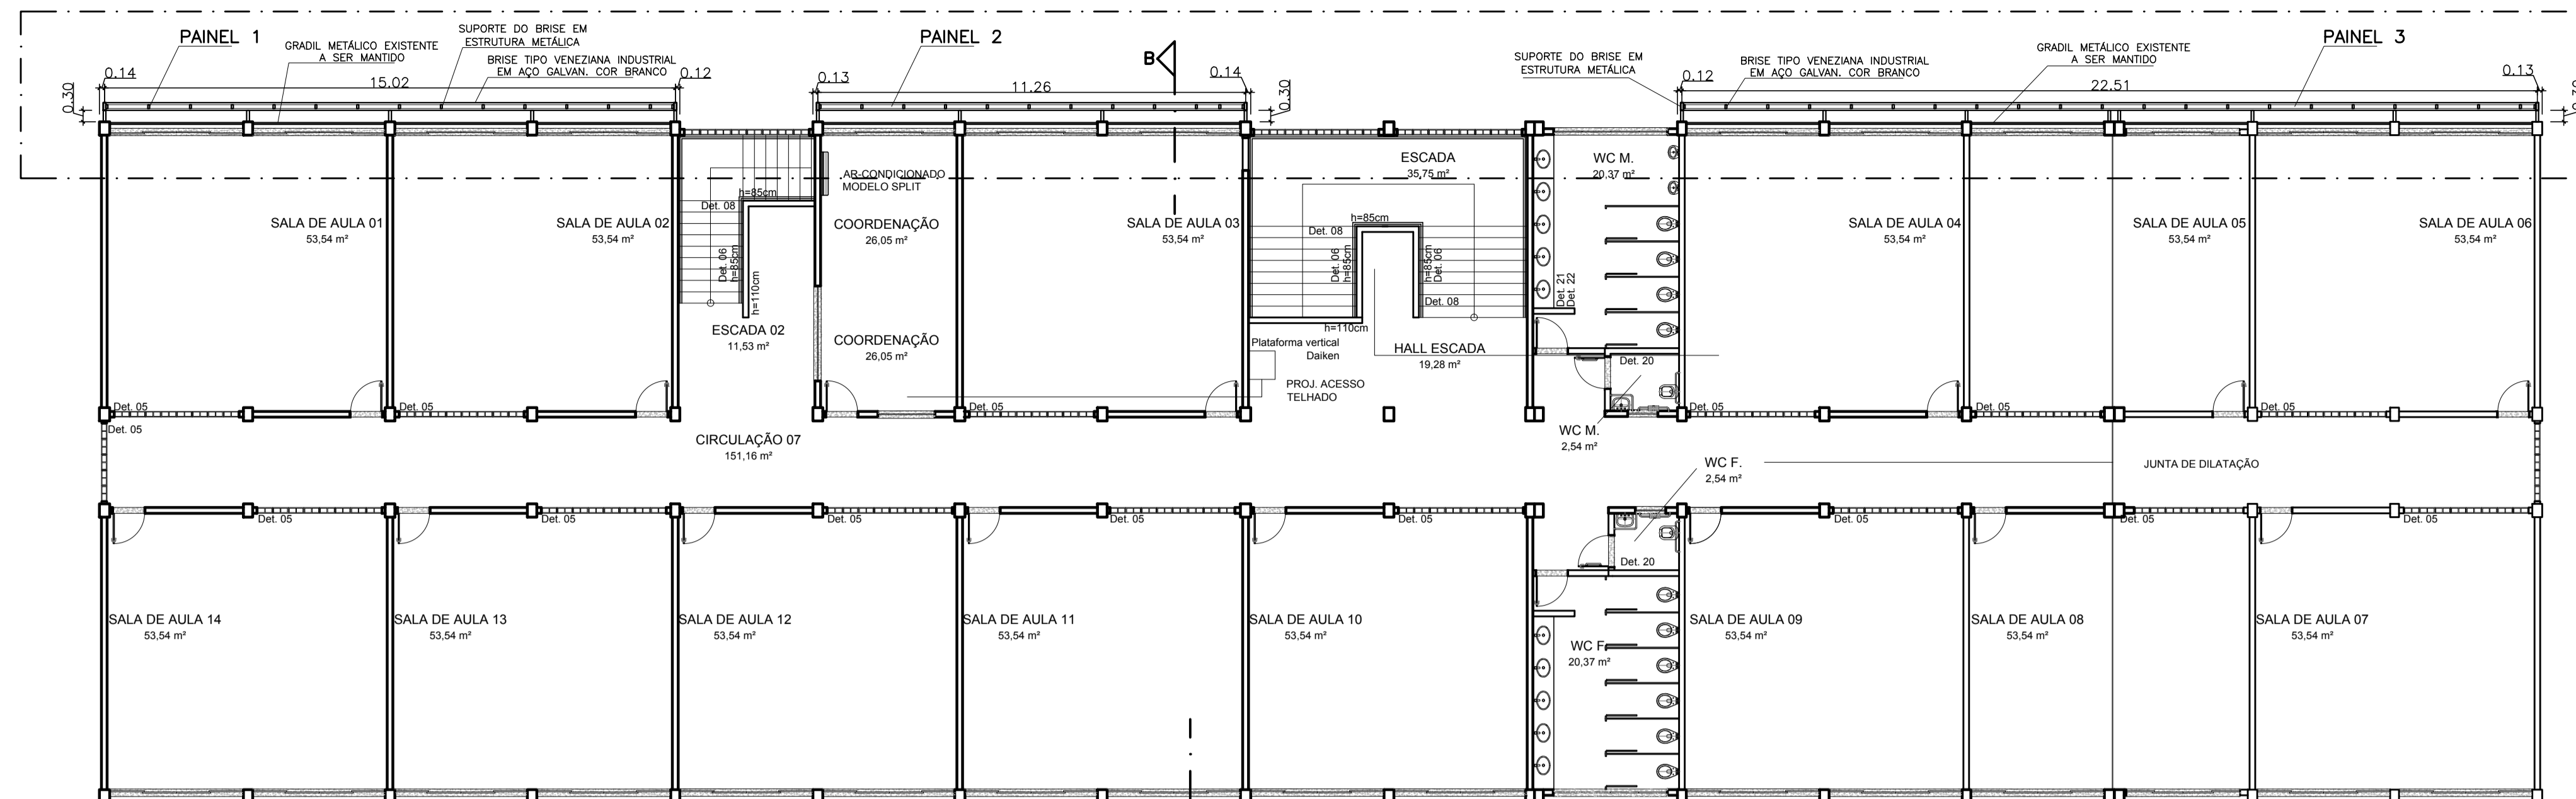 PAINEL 1
GRADIL METÁLICO EXISTENTE
A SER MANTIDO
SUPORTE DO BRISE EM
ESTRUTURA METÁLICA
BRISE TIPO VENEZIANA INDUSTRIAL
EM AÇO GALVAN. COR BRANCO
0.14
15.02
0.12
0.30
PAINEL 2
B
0.13
11.26
0.14
0.30
SUPORTE DO BRISE EM
ESTRUTURA METÁLICA
BRISE TIPO VENEZIANA INDUSTRIAL
EM AÇO GALVAN. COR BRANCO
GRADIL METÁLICO EXISTENTE
A SER MANTIDO
PAINEL 3
0.12
22.51
0.13
0.30
SALA DE AULA 01
53,54 m²
SALA DE AULA 02
53,54 m²
h=85cm
Det. 08
Det. 06
h=85cm
h=110cm
ESCADA 02
11,53 m²
AR-CONDICIONADO
MODELO SPLIT
COORDENAÇÃO
26,05 m²
COORDENAÇÃO
26,05 m²
SALA DE AULA 03
53,54 m²
ESCADA
35,75 m²
h=85cm
Det. 08
Det. 06
h=85cm
h=85cm
Det. 06
Det. 08
h=110cm
Plataforma vertical
Daiken
HALL ESCADA
19,28 m²
PROJ. ACESSO
TELHADO
WC M.
20,37 m²
Det. 21
Det. 22
Det. 20
WC M.
2,54 m²
SALA DE AULA 04
53,54 m²
SALA DE AULA 05
53,54 m²
SALA DE AULA 06
53,54 m²
Det. 05
Det. 05
Det. 05
Det. 05
Det. 05
Det. 05
Det. 05
Det. 05
CIRCULAÇÃO 07
151,16 m²
WC F.
2,54 m²
JUNTA DE DILATAÇÃO
Det. 05
Det. 05
Det. 05
Det. 05
Det. 05
Det. 05
Det. 05
Det. 05
Det. 20
SALA DE AULA 14
53,54 m²
SALA DE AULA 13
53,54 m²
SALA DE AULA 12
53,54 m²
SALA DE AULA 11
53,54 m²
SALA DE AULA 10
53,54 m²
WC F.
20,37 m²
SALA DE AULA 09
53,54 m²
SALA DE AULA 08
53,54 m²
SALA DE AULA 07
53,54 m²